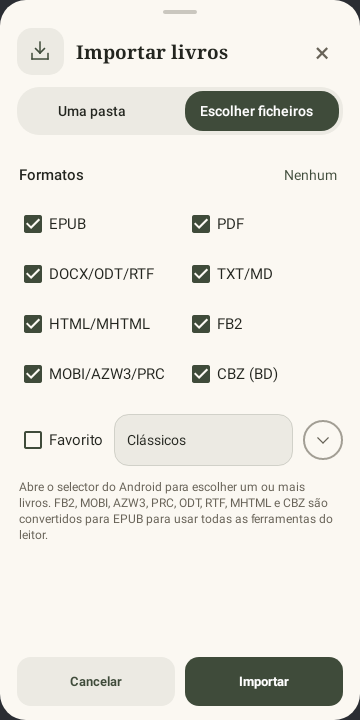 Importar livros
Uma pasta
Escolher ficheiros
Formatos
Nenhum
EPUB
PDF
DOCX/ODT/RTF
TXT/MD
HTML/MHTML
FB2
MOBI/AZW3/PRC
CBZ (BD)
Favorito
Clássicos
Abre o selector do Android para escolher um ou mais
livros. FB2, MOBI, AZW3, PRC, ODT, RTF, MHTML e CBZ são
convertidos para EPUB para usar todas as ferramentas do
leitor.
Cancelar
Importar